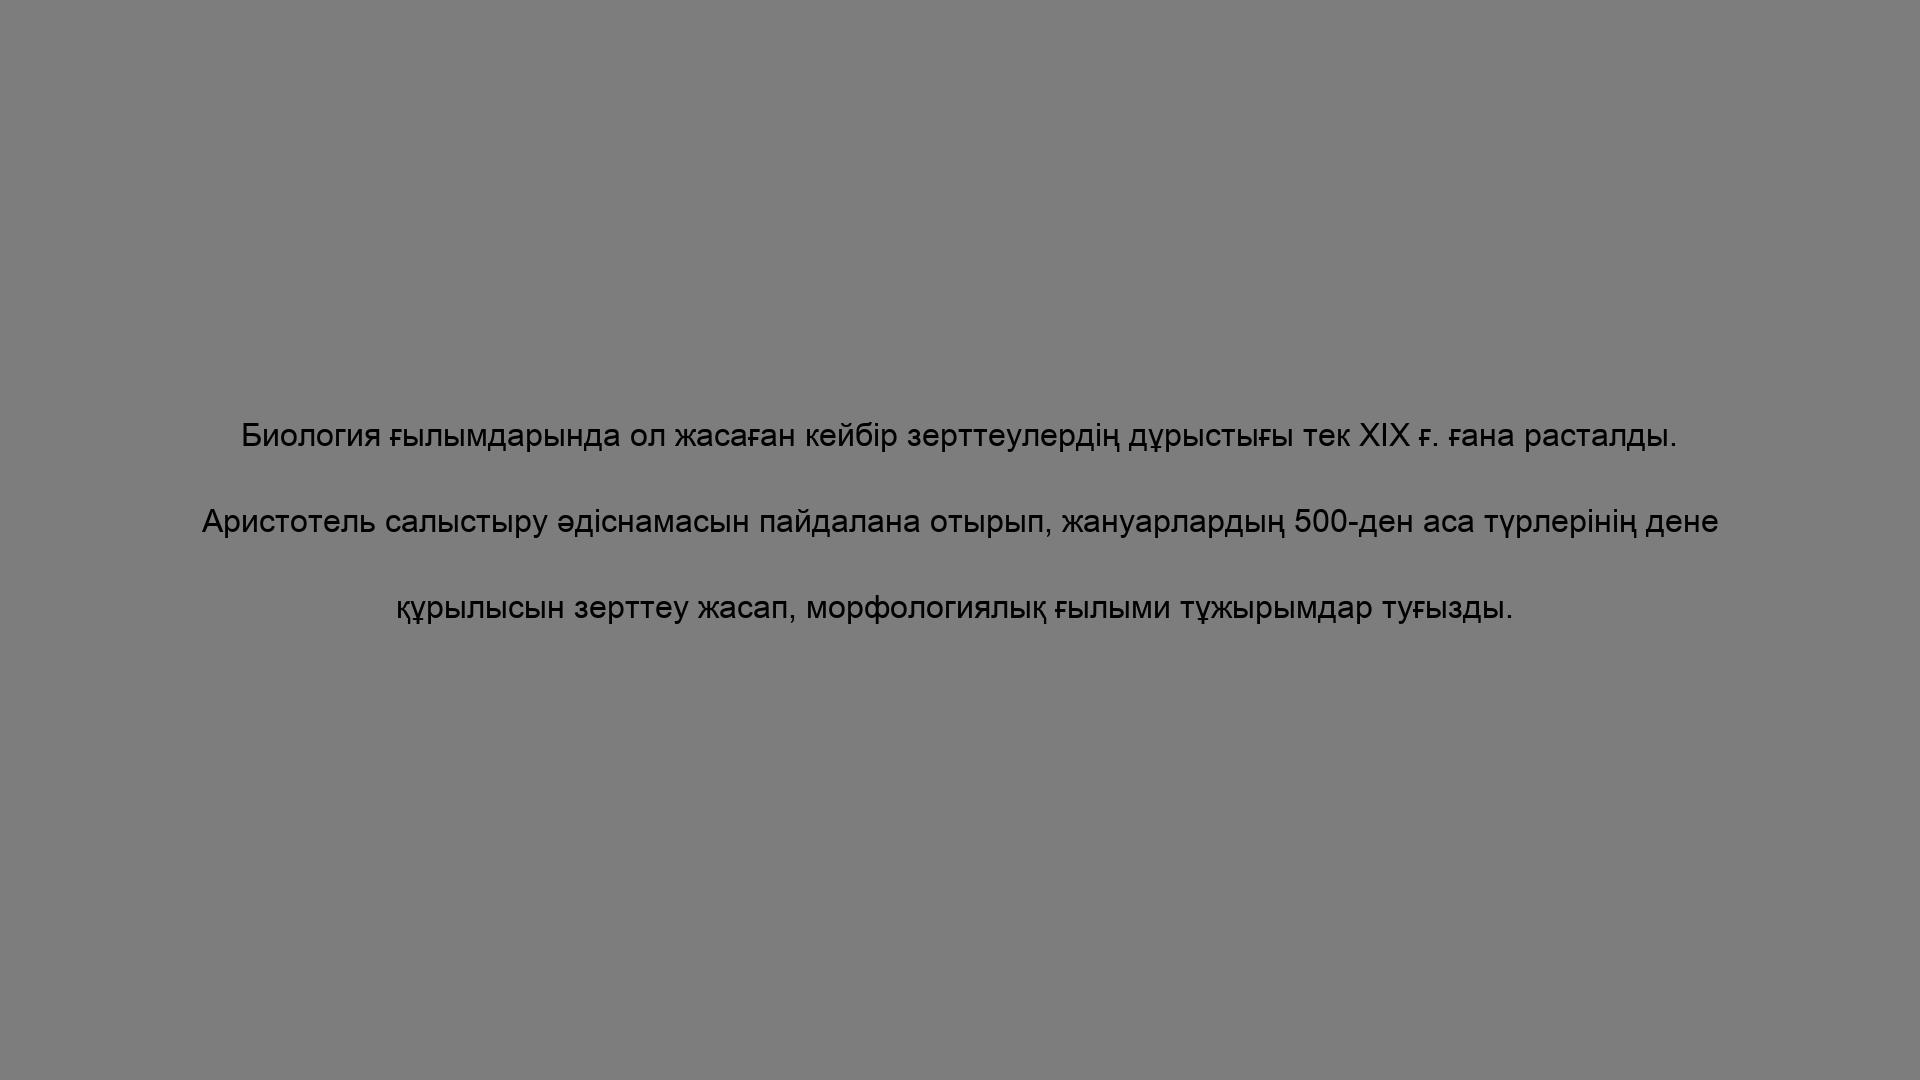 Биология ғылымдарында ол жасаған кейбір зерттеулердің дұрыстығы тек XIX ғ. ғана расталды.
Аристотель салыстыру әдіснамасын пайдалана отырып, жануарлардың 500-ден аса түрлерінің дене
құрылысын зерттеу жасап, морфологиялық ғылыми тұжырымдар туғызды.